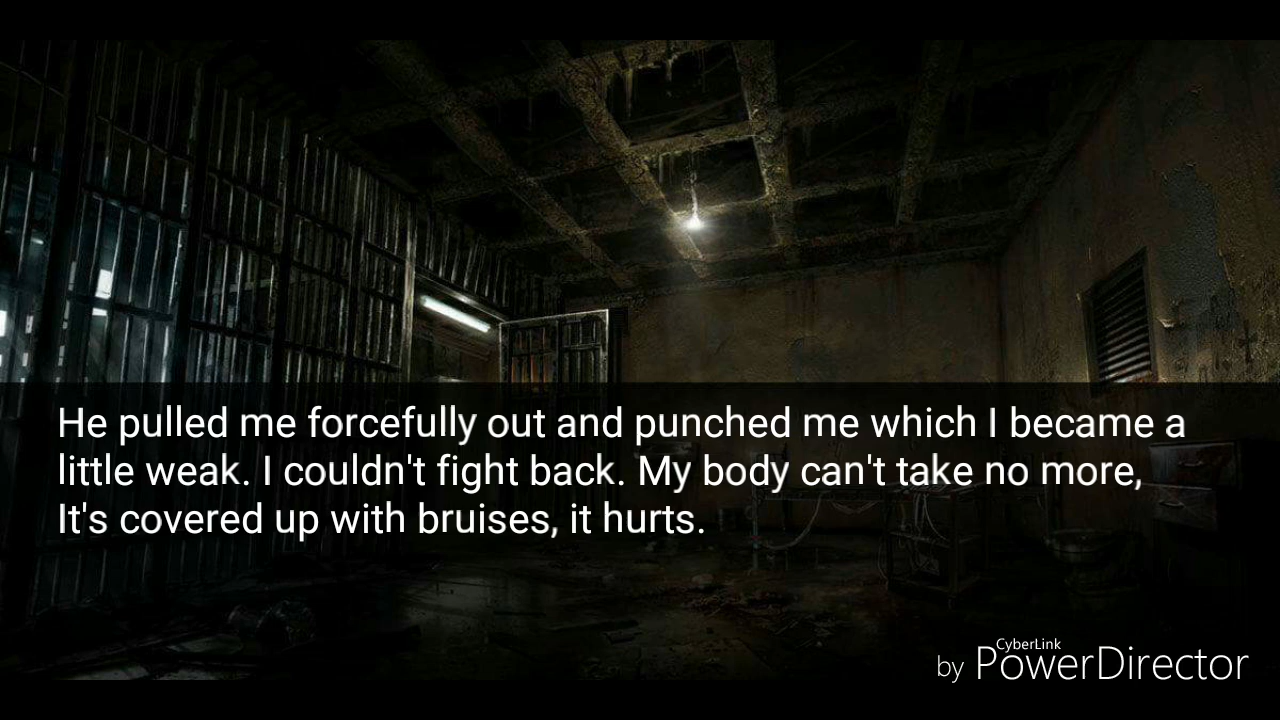 He pulled me forcefully out and punched me which I became a
little weak. I couldn't fight back. My body can't take no more,
It's covered up with bruises, it hurts.
CyberLink
by PowerDirector